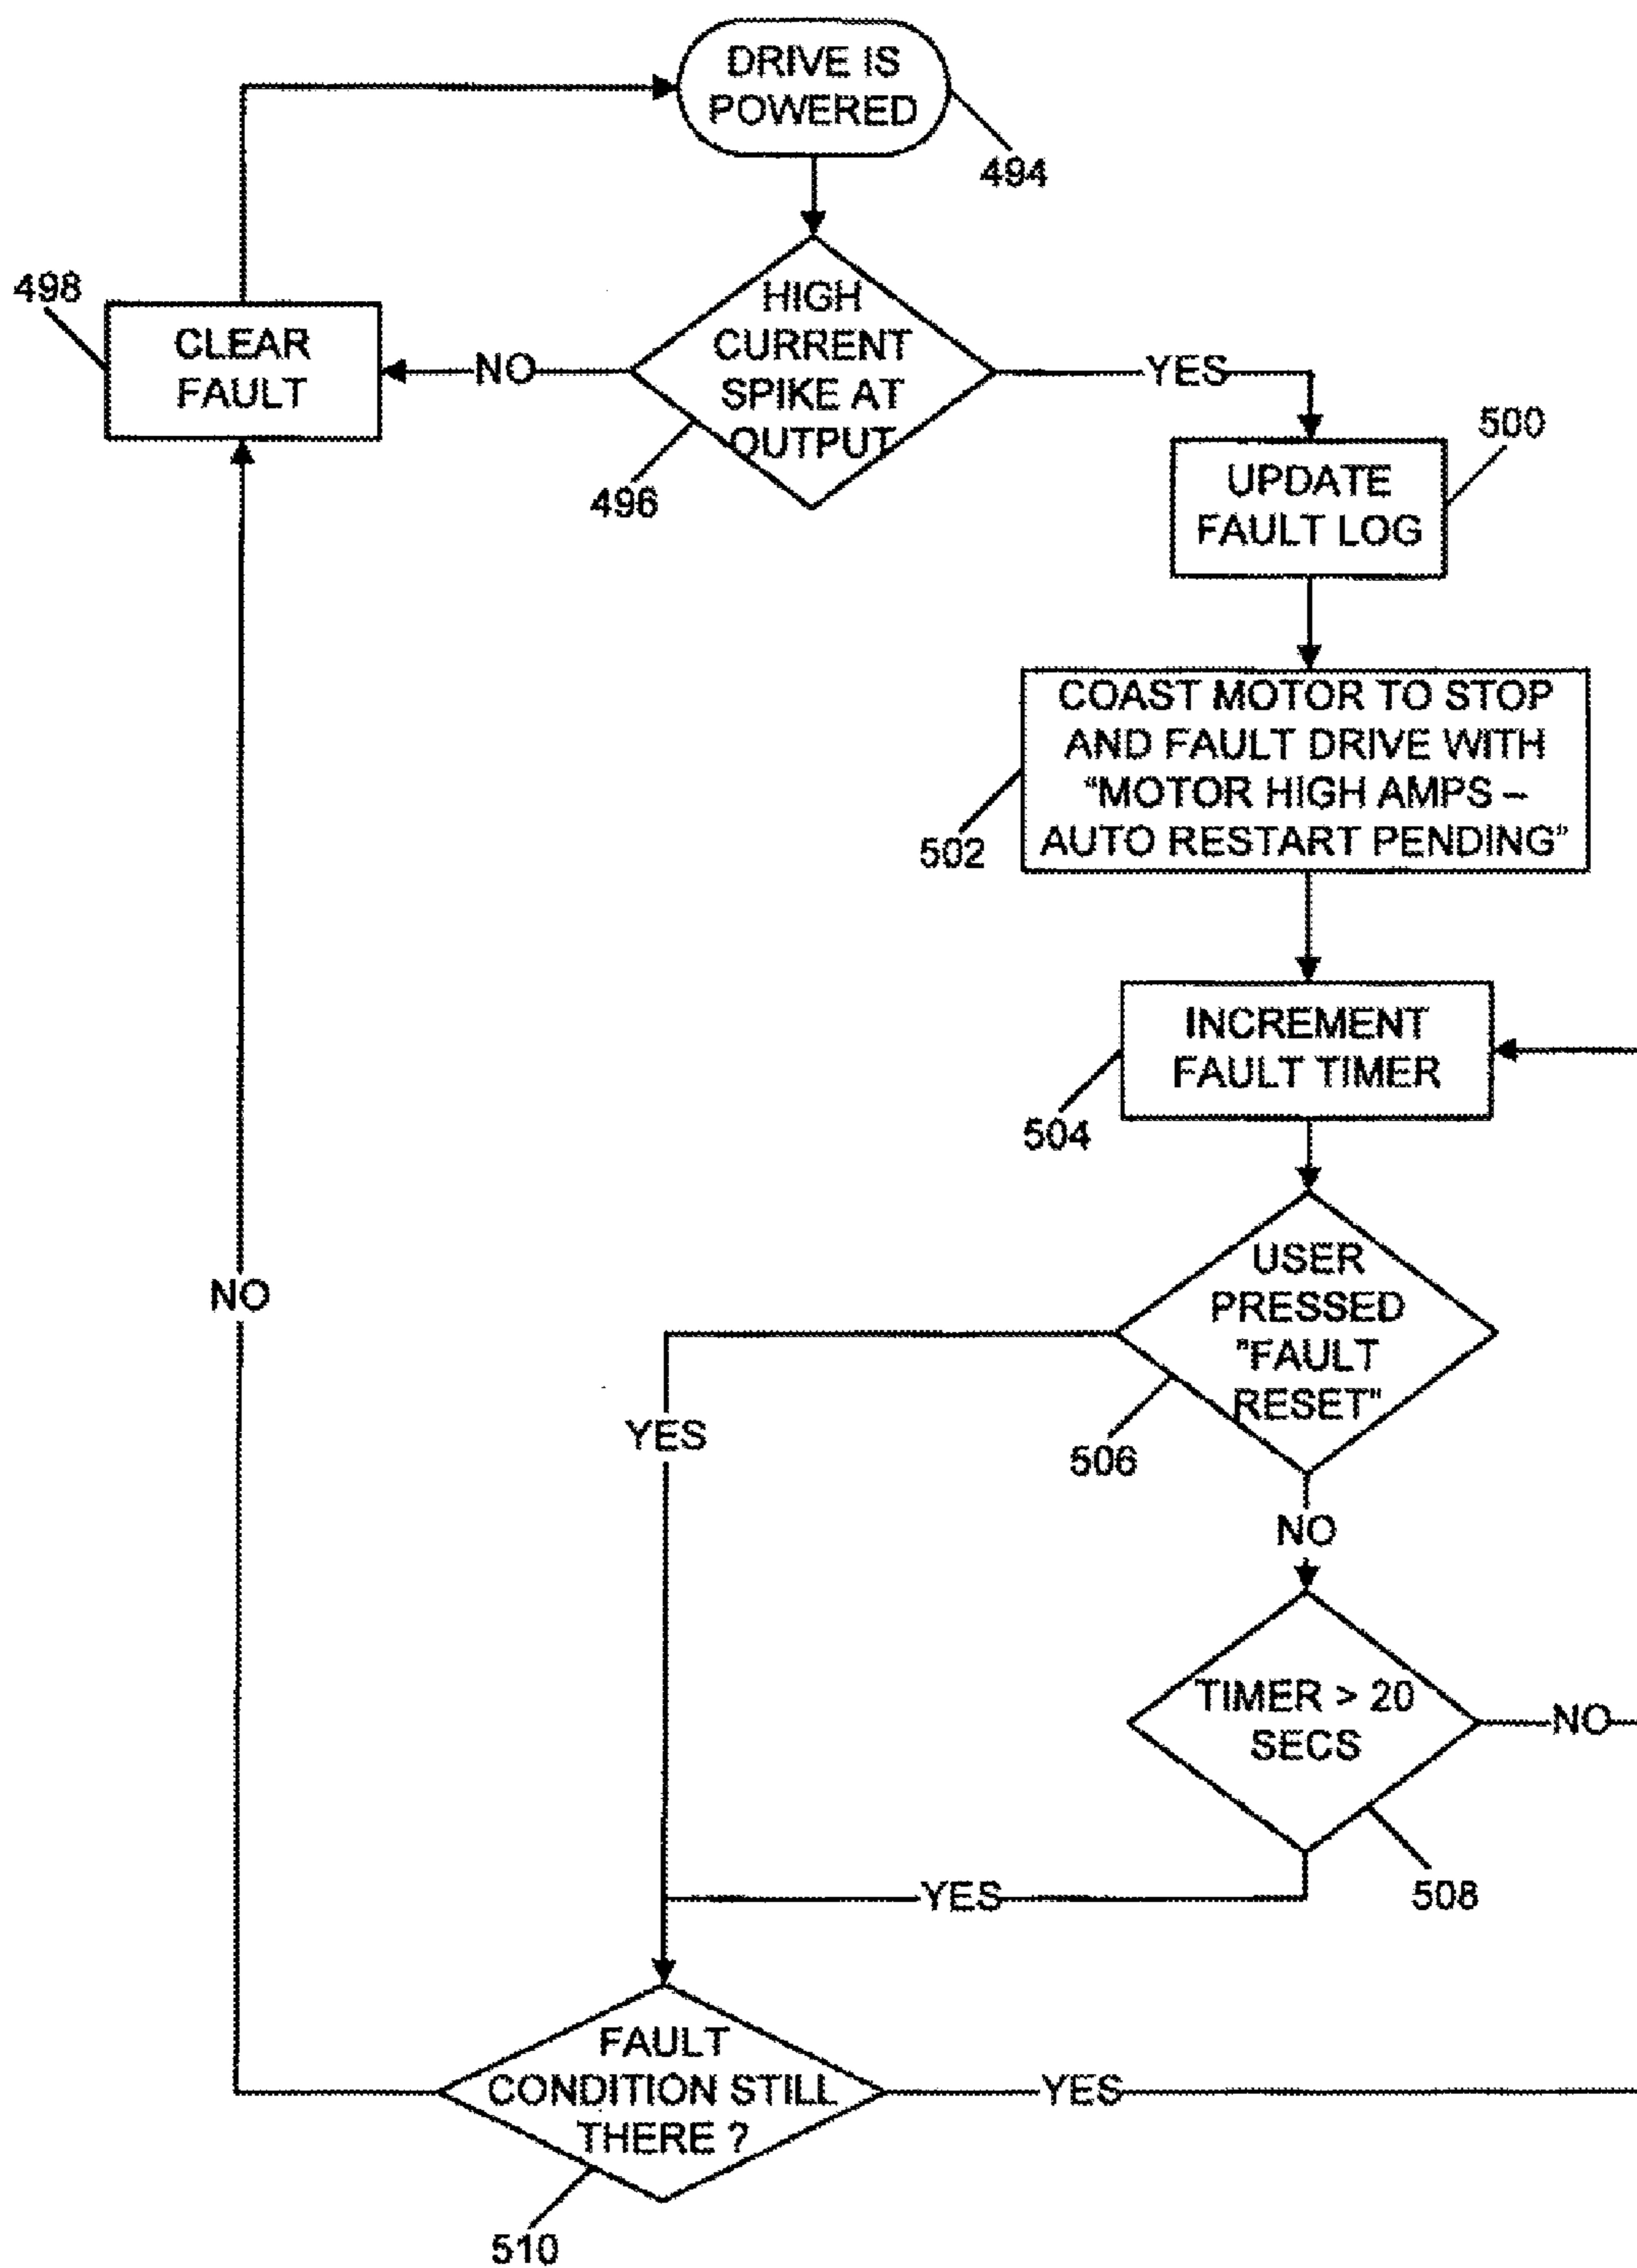 DRIVE IS
POWERED
494
HIGH
CURRENT
SPIKE AT
OUTPUT
496
498
CLEAR
FAULT
NO
YES
500
UPDATE
FAULT LOG
COAST MOTOR TO STOP
AND FAULT DRIVE WITH
"MOTOR HIGH AMPS –
AUTO RESTART PENDING"
502
INCREMENT
FAULT TIMER
504
USER
PRESSED
"FAULT
RESET"
506
NO
YES
NO
TIMER > 20
SECS
NO
508
YES
FAULT
CONDITION STILL
THERE ?
YES
510